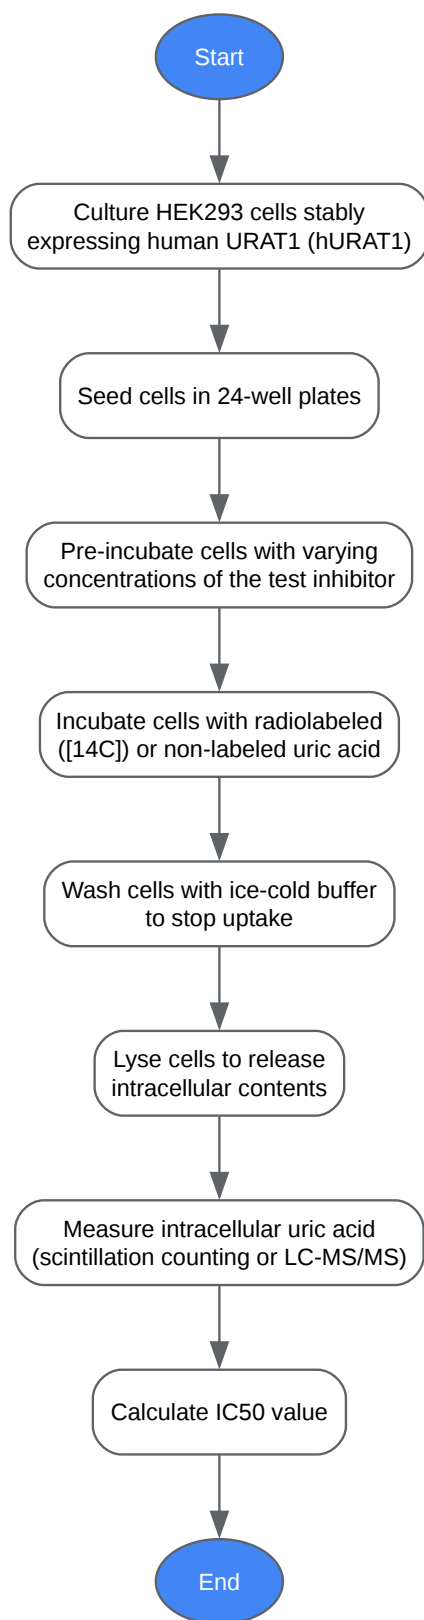 Start
Culture HEK293 cells stably
expressing human URAT1 (hURAT1)
Seed cells in 24-well plates
Pre-incubate cells with varying
concentrations of the test inhibitor
Incubate cells with radiolabeled
([14C]) or non-labeled uric acid
Wash cells with ice-cold buffer
to stop uptake
Lyse cells to release
intracellular contents
Measure intracellular uric acid
(scintillation counting or LC-MS/MS)
Calculate IC50 value
End